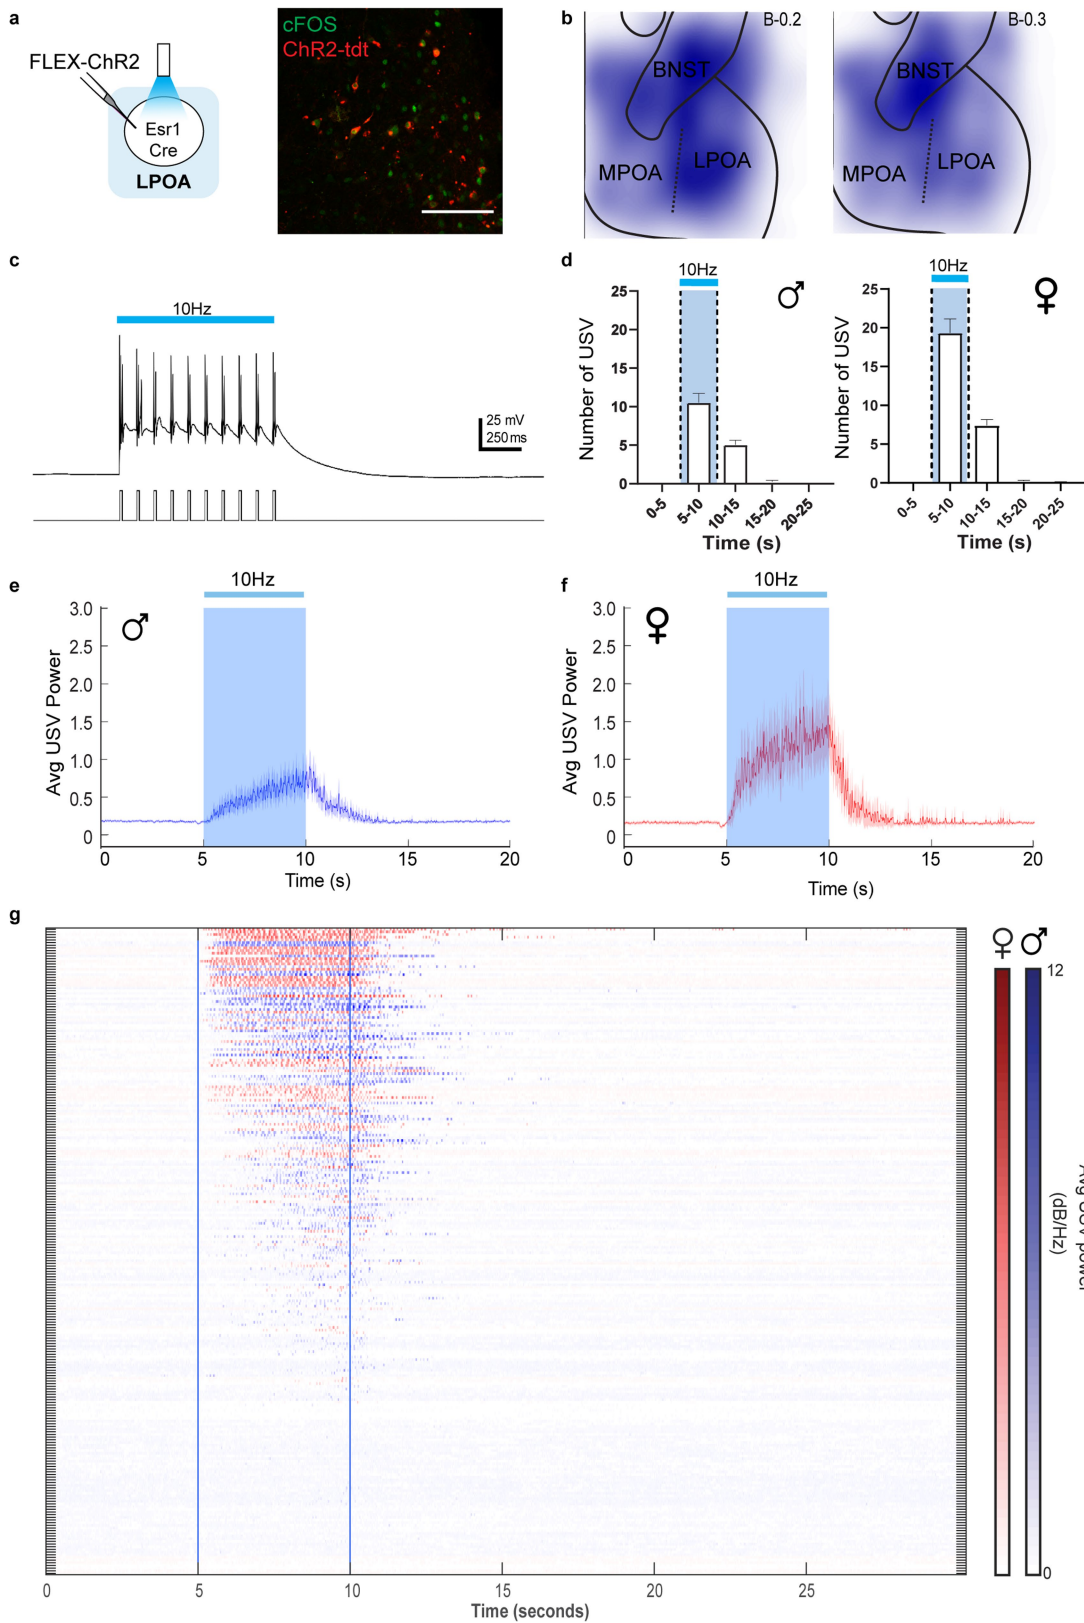 a
FLEX-ChR2
Esr1
Cre
LPOA
cFOS
ChR2-tdt
b
B-0.2
BNST
MPOA
LPOA
B-0.3
BNST
MPOA
LPOA
c
10Hz
25 mV
250 ms
d
10Hz
♂
Number of USV
25
20
15
10
5
0
0-5
5-10
10-15
15-20
20-25
Time (s)
10Hz
♀
Number of USV
25
20
15
10
5
0
0-5
5-10
10-15
15-20
20-25
Time (s)
e
10Hz
♂
Avg USV Power
3.0
2.5
2.0
1.5
1.0
0.5
0
0
5
10
15
20
Time (s)
f
10Hz
♀
Avg USV Power
3.0
2.5
2.0
1.5
1.0
0.5
0
0
5
10
15
20
Time (s)
g
0
5
10
15
20
25
Time (seconds)
♀ ♂
12
0
(dB/Hz)